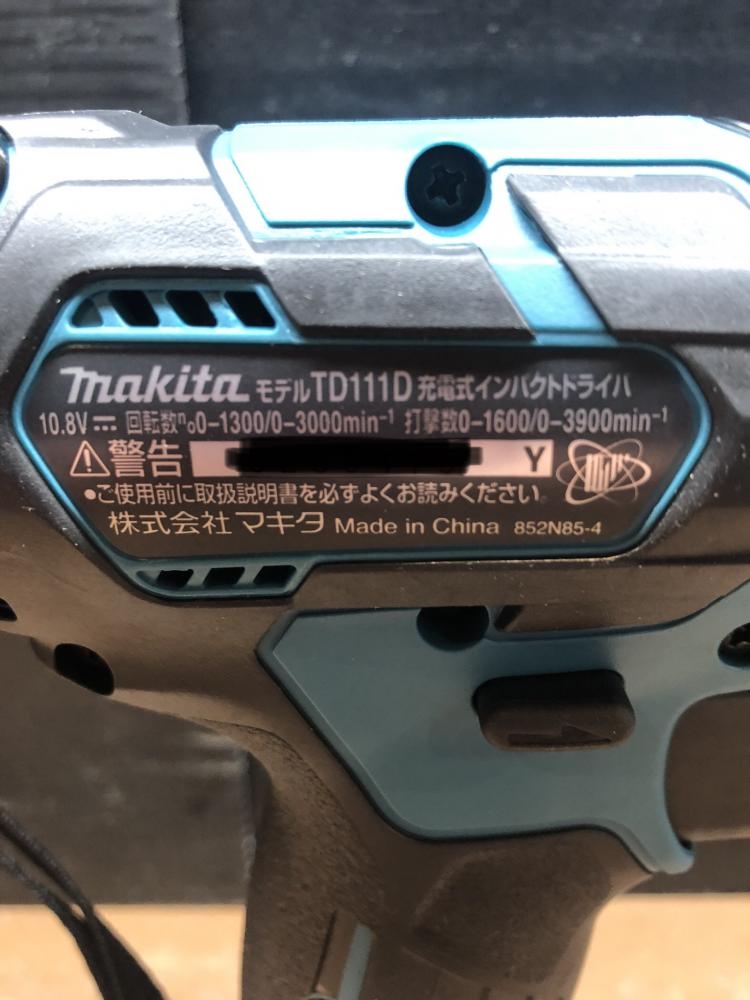 makita モデルTD111D 充電式インパクトドライバ
10.8V⎓ 回転数n₀0-1300/0-3000min⁻¹ 打撃数0-1600/0-3900min⁻¹
警告 Y
•ご使用前に取扱説明書を必ずよくお読みください
株式会社 マキタ Made in China 852N85-4